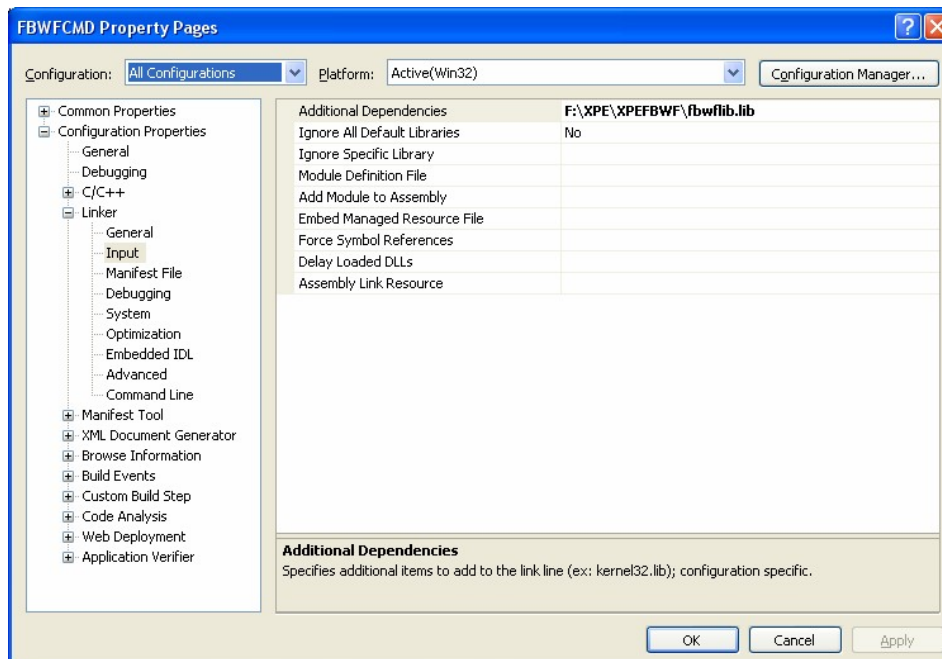 FBWFCMD Property Pages
Configuration: All Configurations Platform: Active(Win32) Configuration Manager...
Common Properties
Configuration Properties
General
Debugging
C/C++
Linker
General
Input
Manifest File
Debugging
System
Optimization
Embedded IDL
Advanced
Command Line
Manifest Tool
XML Document Generator
Browse Information
Build Events
Custom Build Step
Code Analysis
Web Deployment
Application Verifier
Additional Dependencies F:\XPE\XPEFBWF\fbwflib.lib
Ignore All Default Libraries No
Ignore Specific Library
Module Definition File
Add Module to Assembly
Embed Managed Resource File
Force Symbol References
Delay Loaded DLLs
Assembly Link Resource
Additional Dependencies
Specifies additional items to add to the link line (ex: kernel32.lib); configuration specific.
OK Cancel Apply